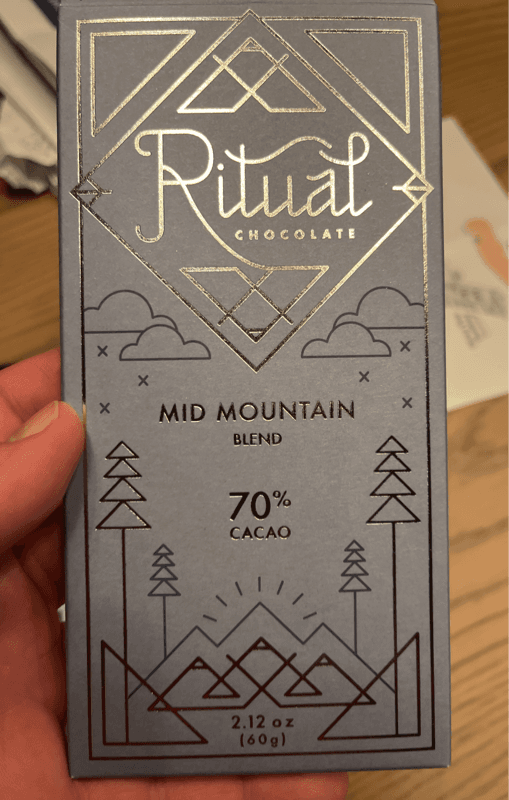 Ritual
CHOCOLATE
MID MOUNTAIN
BLEND
70%
CACAO
2.12 oz
(60g)